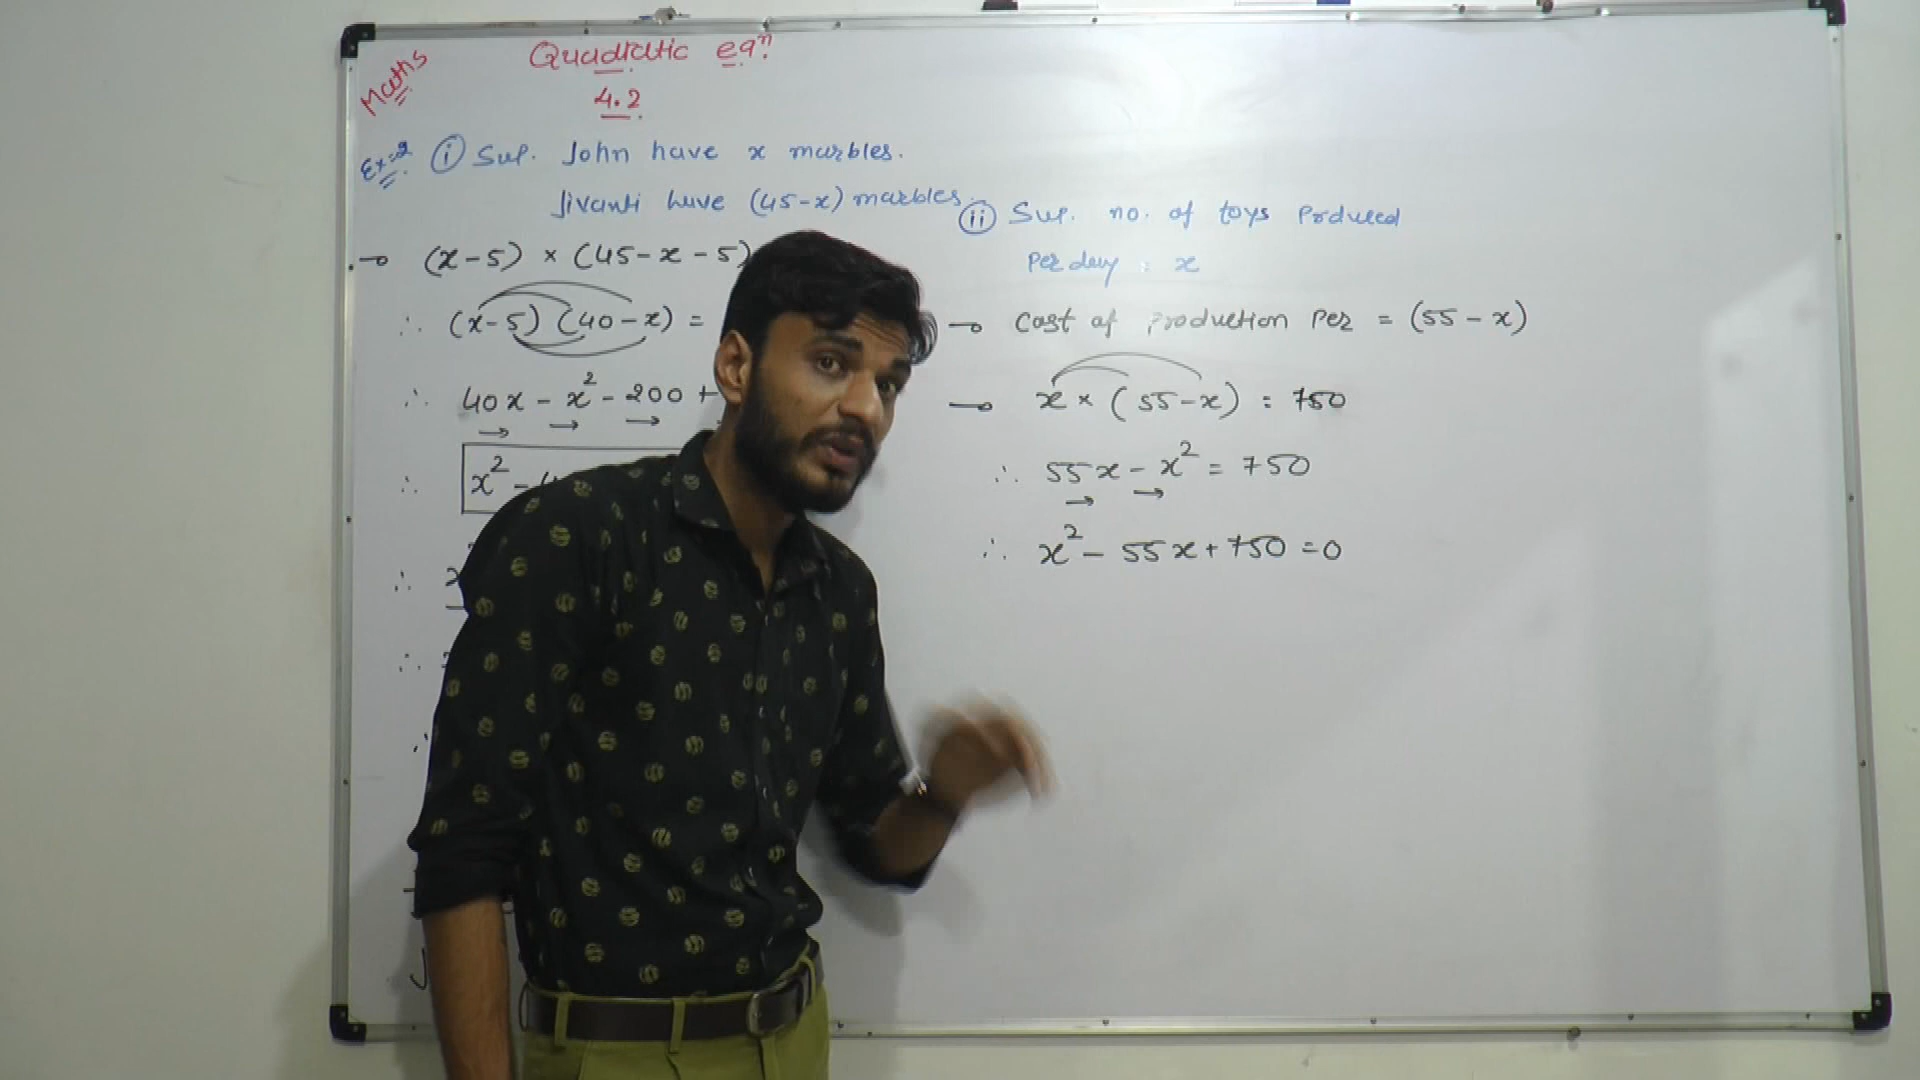 Maths
Quadratic eqn.
4.2
Ex:2 (i) Sup. John have x marbles.
Jivanti have (45-x) marbles.
→ (x-5) × (45-x-5)
∴ (x-5) (40-x) =
∴ 40x - x² - 200 +
∴ x² -
∴
∴
(ii) Sup. no. of toys Produced
Per day : x
→ Cost of production Per = (55-x)
→ x × (55-x) = 750
∴ 55x - x² = 750
∴ x² - 55x + 750 = 0